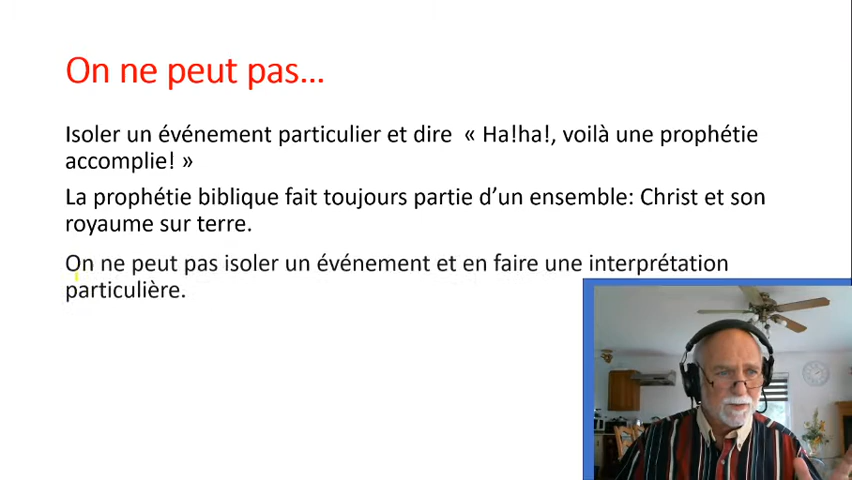 On ne peut pas…
Isoler un événement particulier et dire  « Ha!ha!, voilà une prophétie
accomplie! »
La prophétie biblique fait toujours partie d’un ensemble: Christ et son
royaume sur terre.
On ne peut pas isoler un événement et en faire une interprétation
particulière.